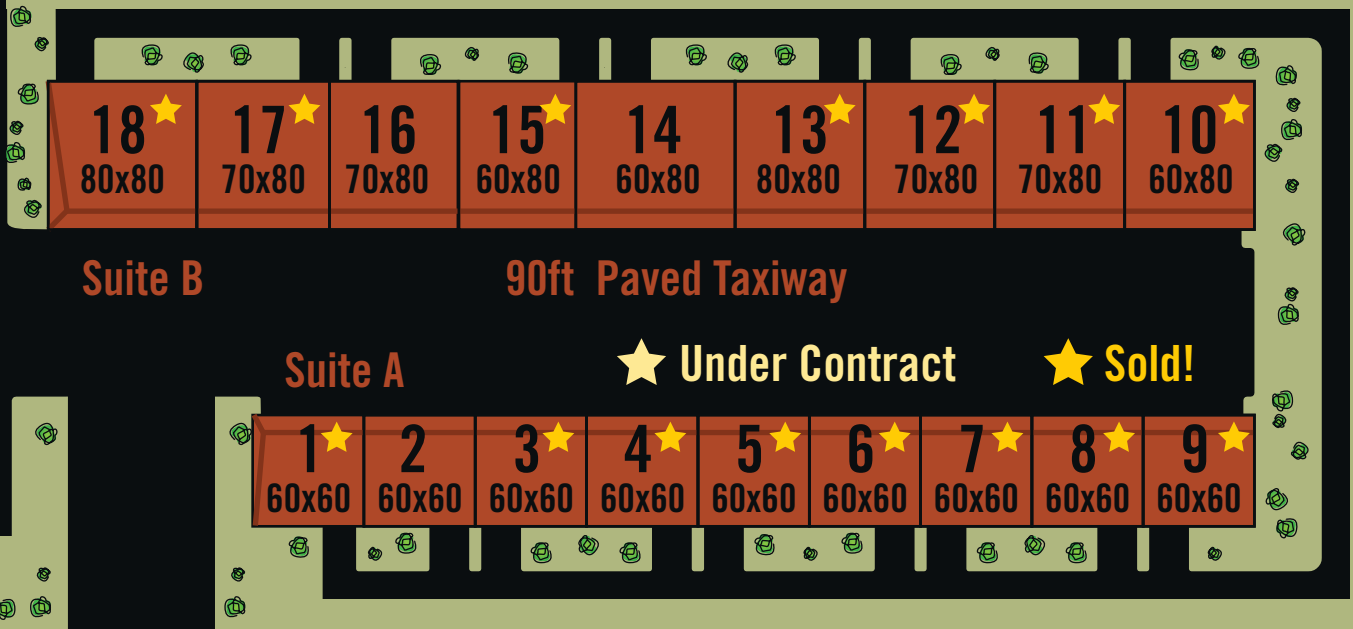 18 17 16 15 14 13 12 11 10
80x80 70x80 70x80 60x80 60x80 80x80 70x80 70x80 60x80
Suite B 90ft Paved Taxiway
Suite A Under Contract Sold!
1 2 3 4 5 6 7 8 9
60x60 60x60 60x60 60x60 60x60 60x60 60x60 60x60 60x60